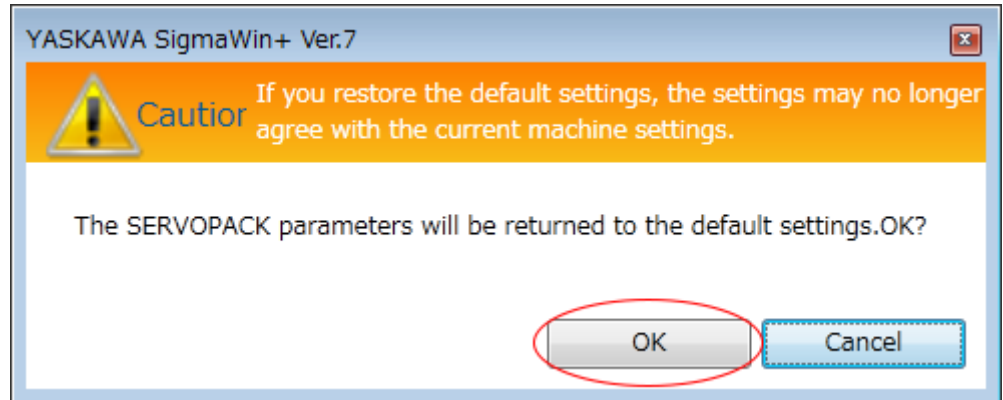 YASKAWA SigmaWin+ Ver.7
Caution
If you restore the default settings, the settings may no longer
agree with the current machine settings.
The SERVOPACK parameters will be returned to the default settings.OK?
OK
Cancel